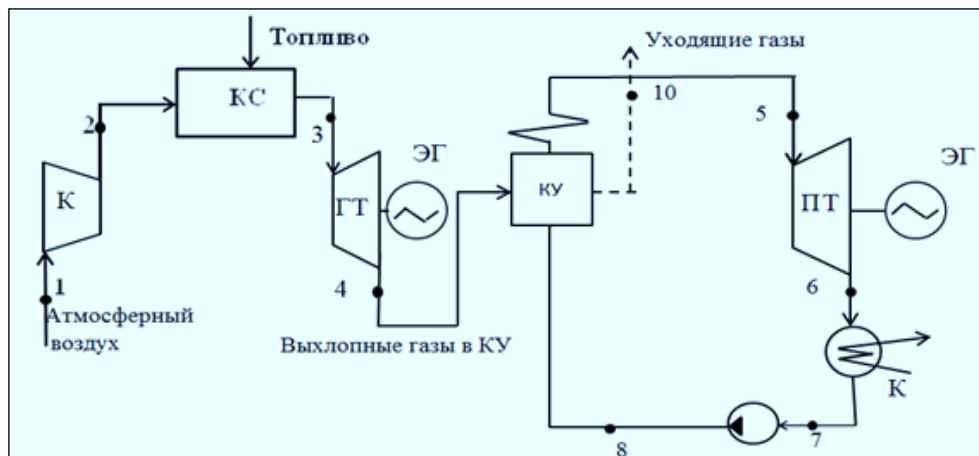 Топливо
Уходящие газы
КС
2
3
10
5
К
ГТ
ЭГ
КУ
ПТ
ЭГ
1
4
6
Атмосферный
воздух
Выхлопные газы в КУ
К
8
7